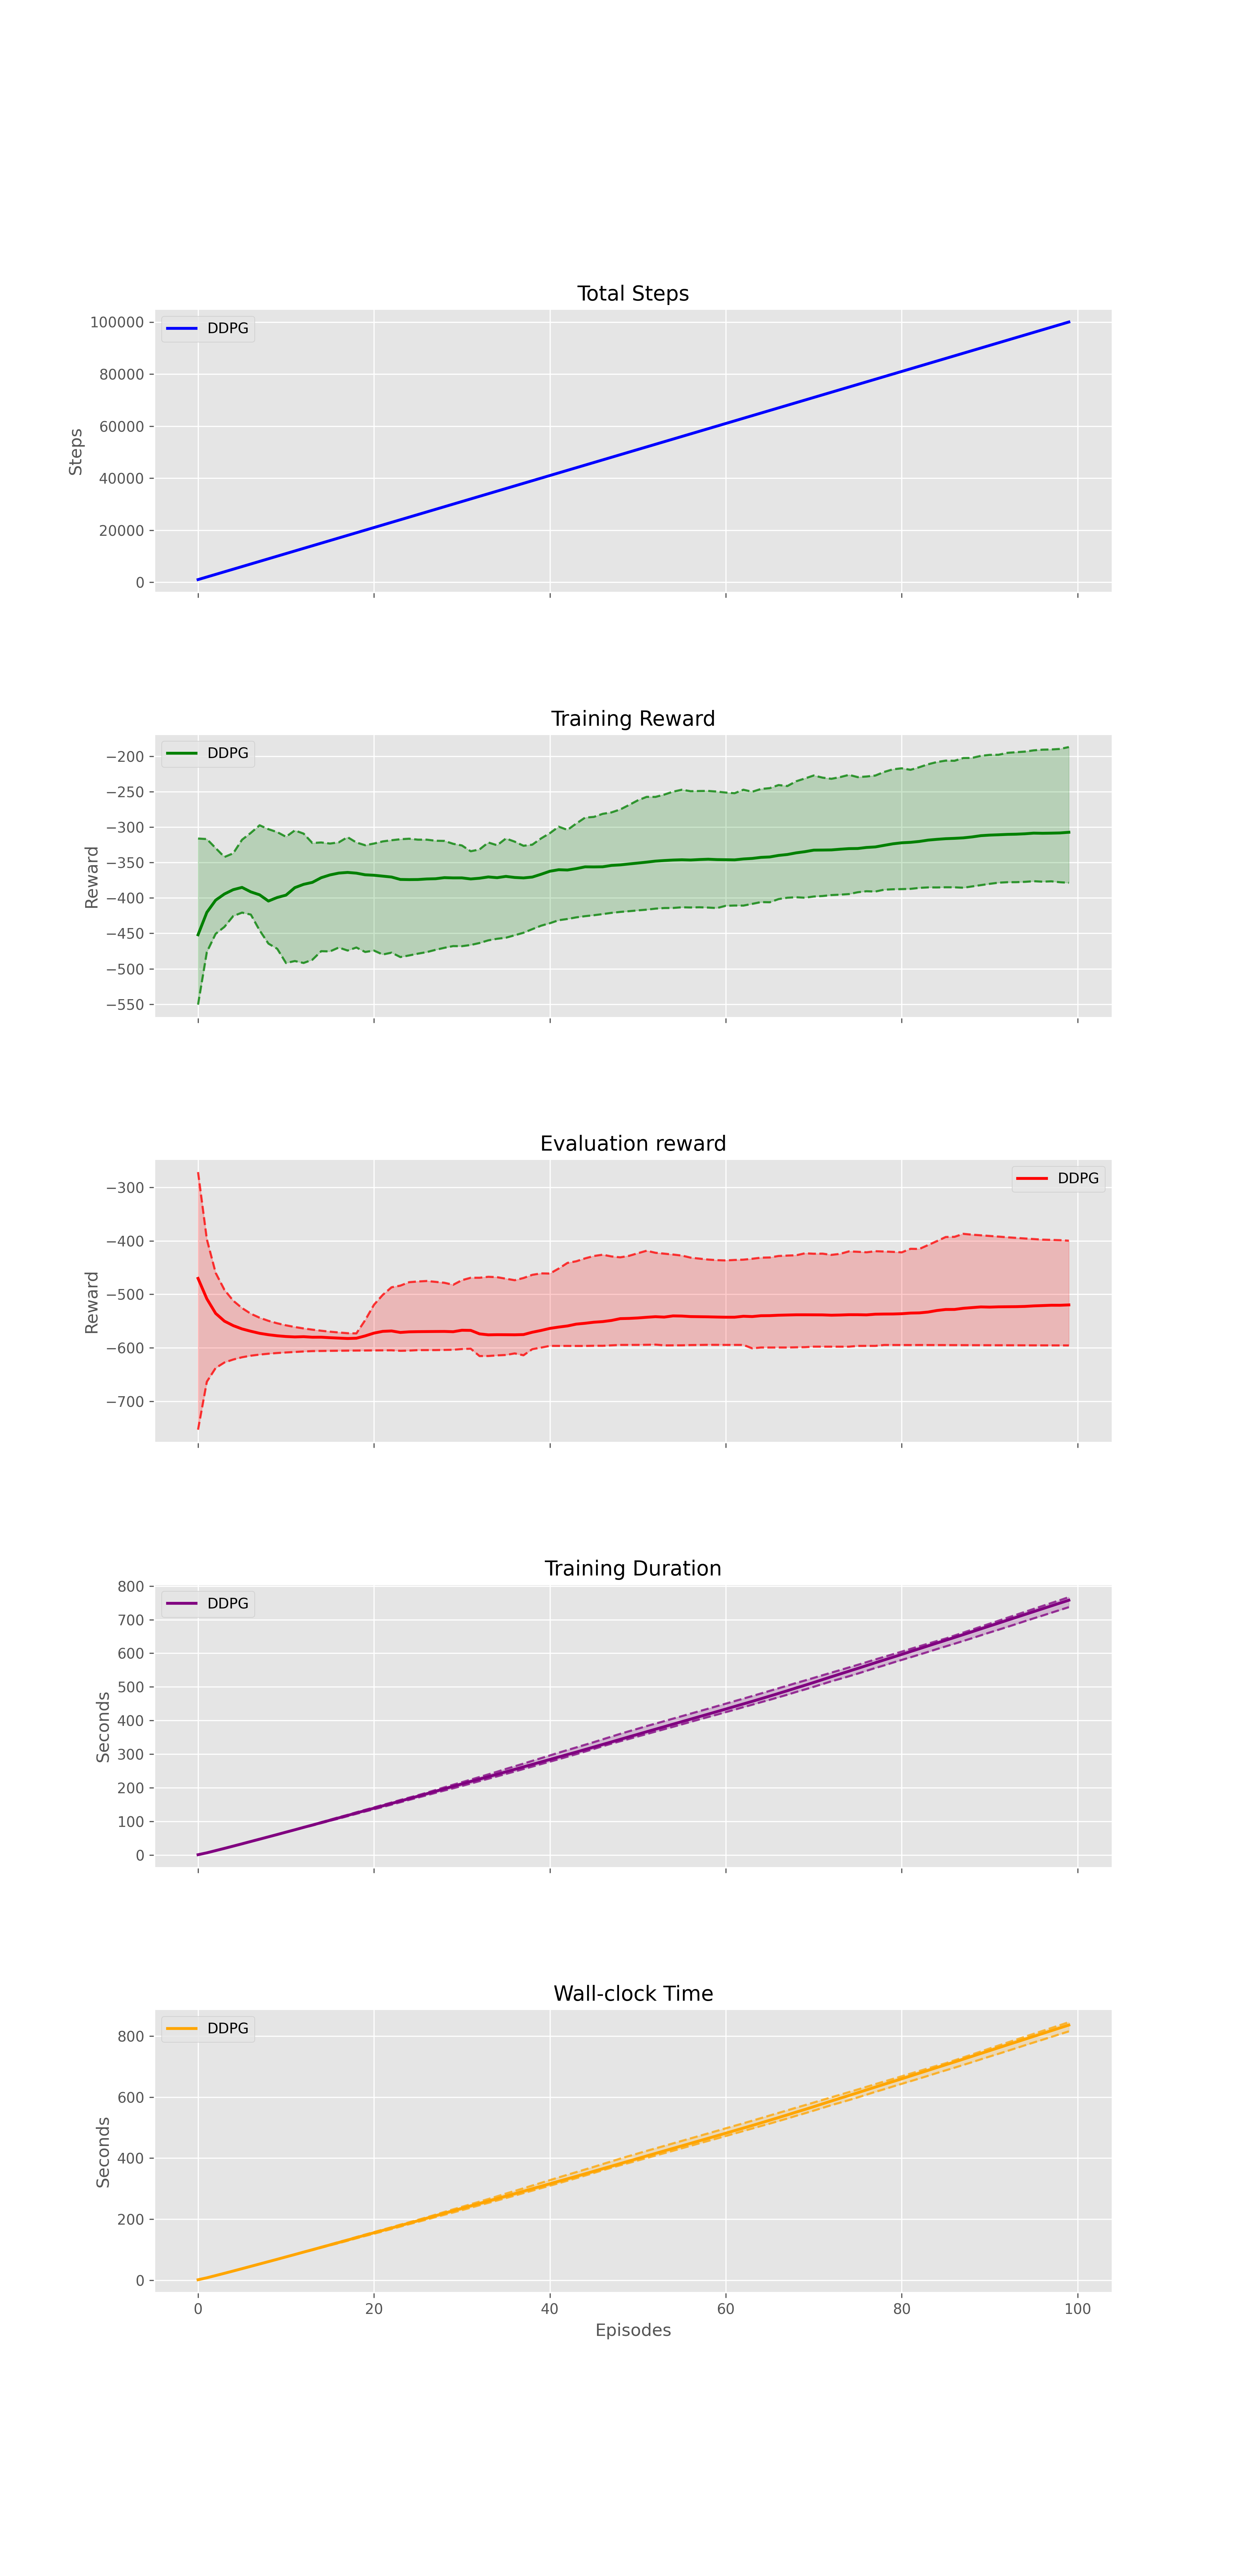 Total Steps
DDPG
100000
80000
60000
40000
20000
0
Steps
Training Reward
DDPG
−200
−250
−300
−350
−400
−450
−500
−550
Reward
Evaluation reward
DDPG
−300
−400
−500
−600
−700
Reward
Training Duration
DDPG
800
700
600
500
400
300
200
100
0
Seconds
Wall-clock Time
DDPG
800
600
400
200
0
Seconds
0 20 40 60 80 100
Episodes